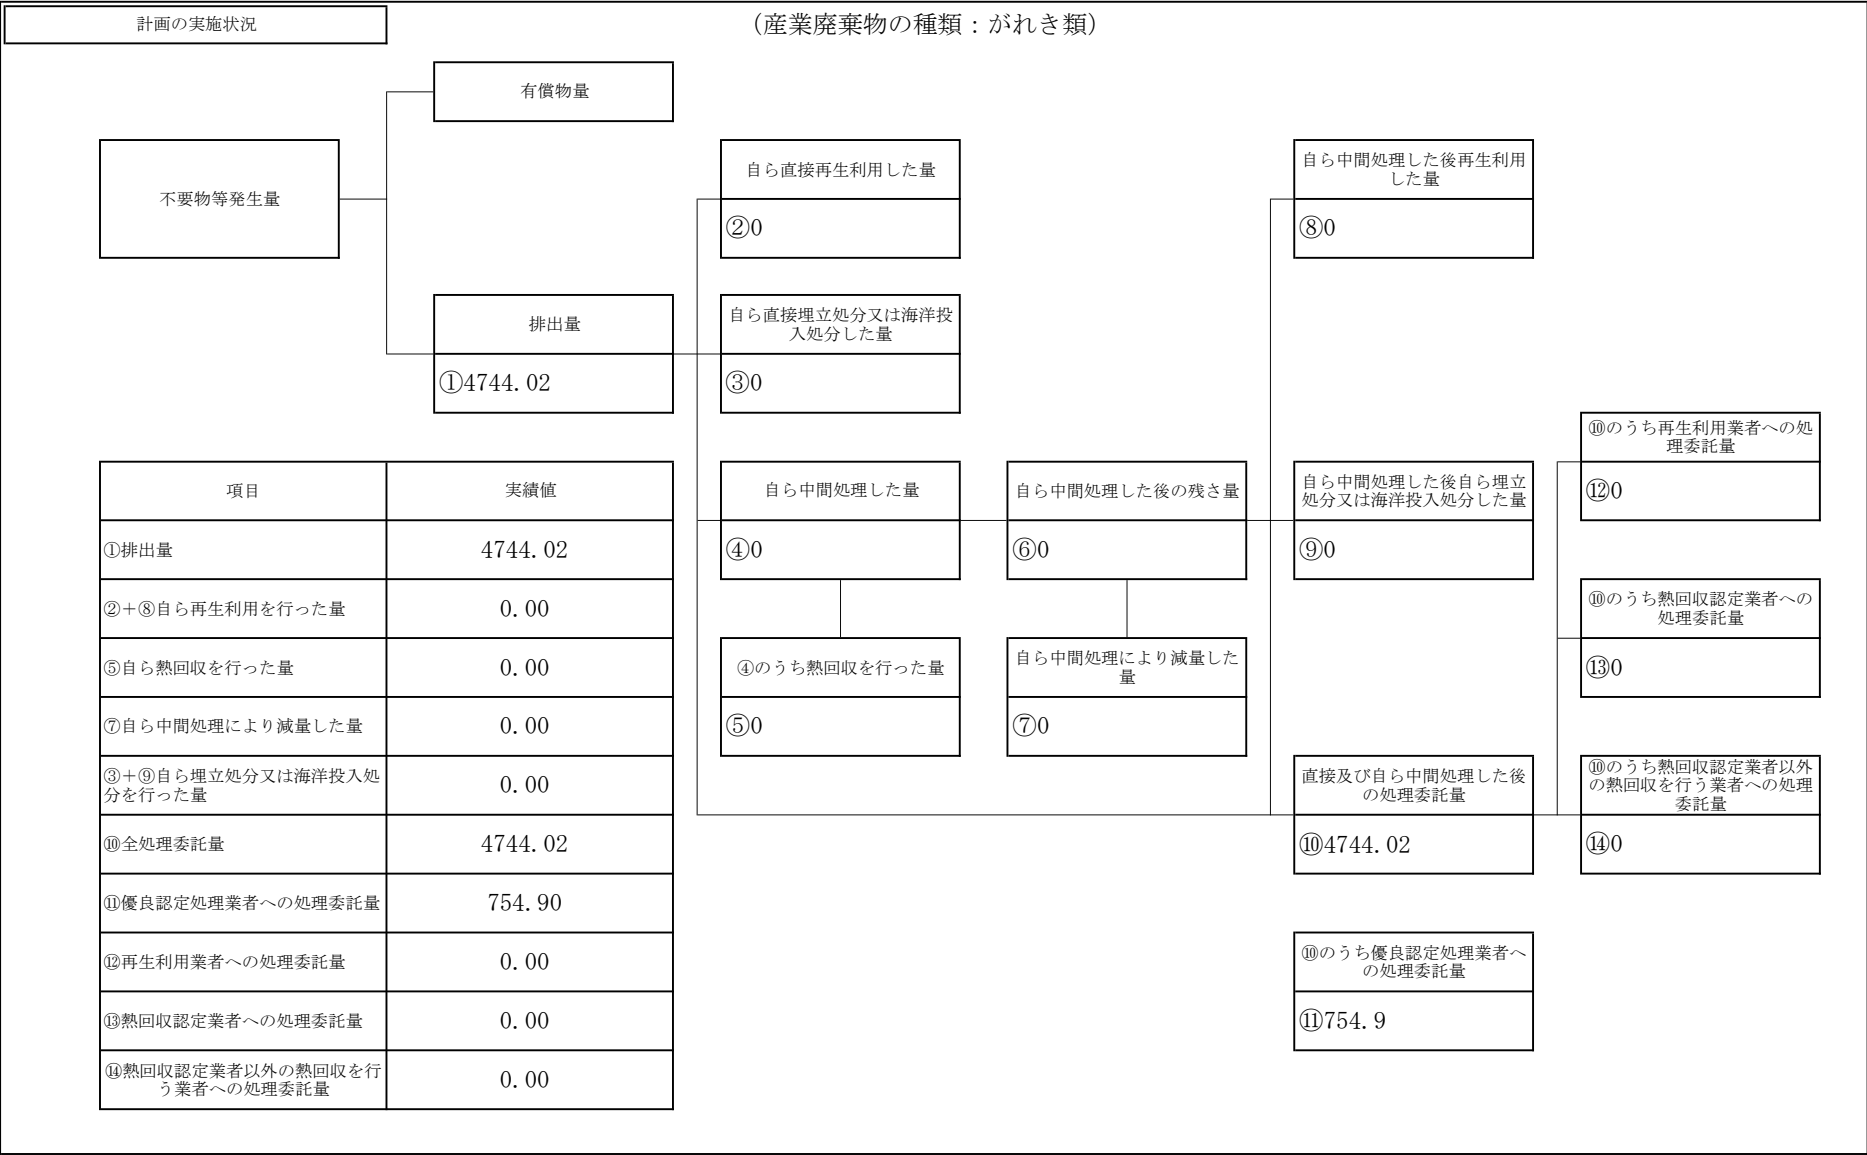 計画の実施状況
（産業廃棄物の種類：がれき類）
有償物量
不要物等発生量
自ら直接再生利用した量
②0
自ら中間処理した後再生利用
した量
⑧0
排出量
①4744.02
自ら直接埋立処分又は海洋投
入処分した量
③0
⑩のうち再生利用業者への処
理委託量
⑫0
自ら中間処理した量
④0
自ら中間処理した後の残さ量
⑥0
自ら中間処理した後自ら埋立
処分又は海洋投入処分した量
⑨0
⑩のうち熱回収認定業者への
処理委託量
⑬0
④のうち熱回収を行った量
⑤0
自ら中間処理により減量した
量
⑦0
直接及び自ら中間処理した後
の処理委託量
⑩4744.02
⑩のうち熱回収認定業者以外
の熱回収を行う業者への処理
委託量
⑭0
⑩のうち優良認定処理業者へ
の処理委託量
⑪754.9
項目 実績値
①排出量 4744.02
②＋⑧自ら再生利用を行った量 0.00
⑤自ら熱回収を行った量 0.00
⑦自ら中間処理により減量した量 0.00
③＋⑨自ら埋立処分又は海洋投入処
分を行った量 0.00
⑩全処理委託量 4744.02
⑪優良認定処理業者への処理委託量 754.90
⑫再生利用業者への処理委託量 0.00
⑬熱回収認定業者への処理委託量 0.00
⑭熱回収認定業者以外の熱回収を行
う業者への処理委託量 0.00